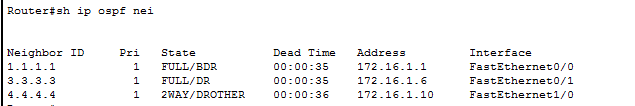 Router#sh ip ospf nei
Neighbor ID Pri State Dead Time Address Interface
1.1.1.1 1 FULL/BDR 00:00:35 172.16.1.1 FastEthernet0/0
3.3.3.3 1 FULL/DR 00:00:35 172.16.1.6 FastEthernet0/1
4.4.4.4 1 2WAY/DROTHER 00:00:36 172.16.1.10 FastEthernet0/1